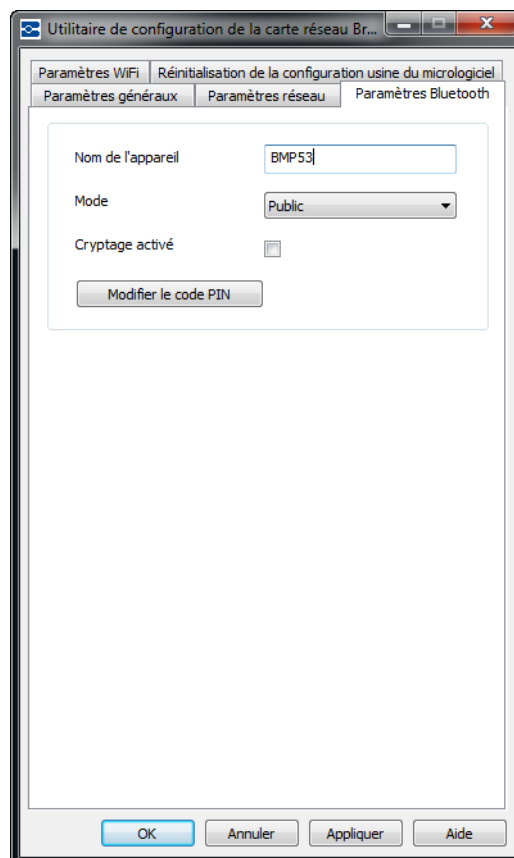 Utilitaire de configuration de la carte réseau Br...
Paramètres WiFi Réinitialisation de la configuration usine du micrologiciel
Paramètres généraux Paramètres réseau Paramètres Bluetooth
Nom de l'appareil BMP53
Mode Public
Cryptage activé
Modifier le code PIN
OK Annuler Appliquer Aide